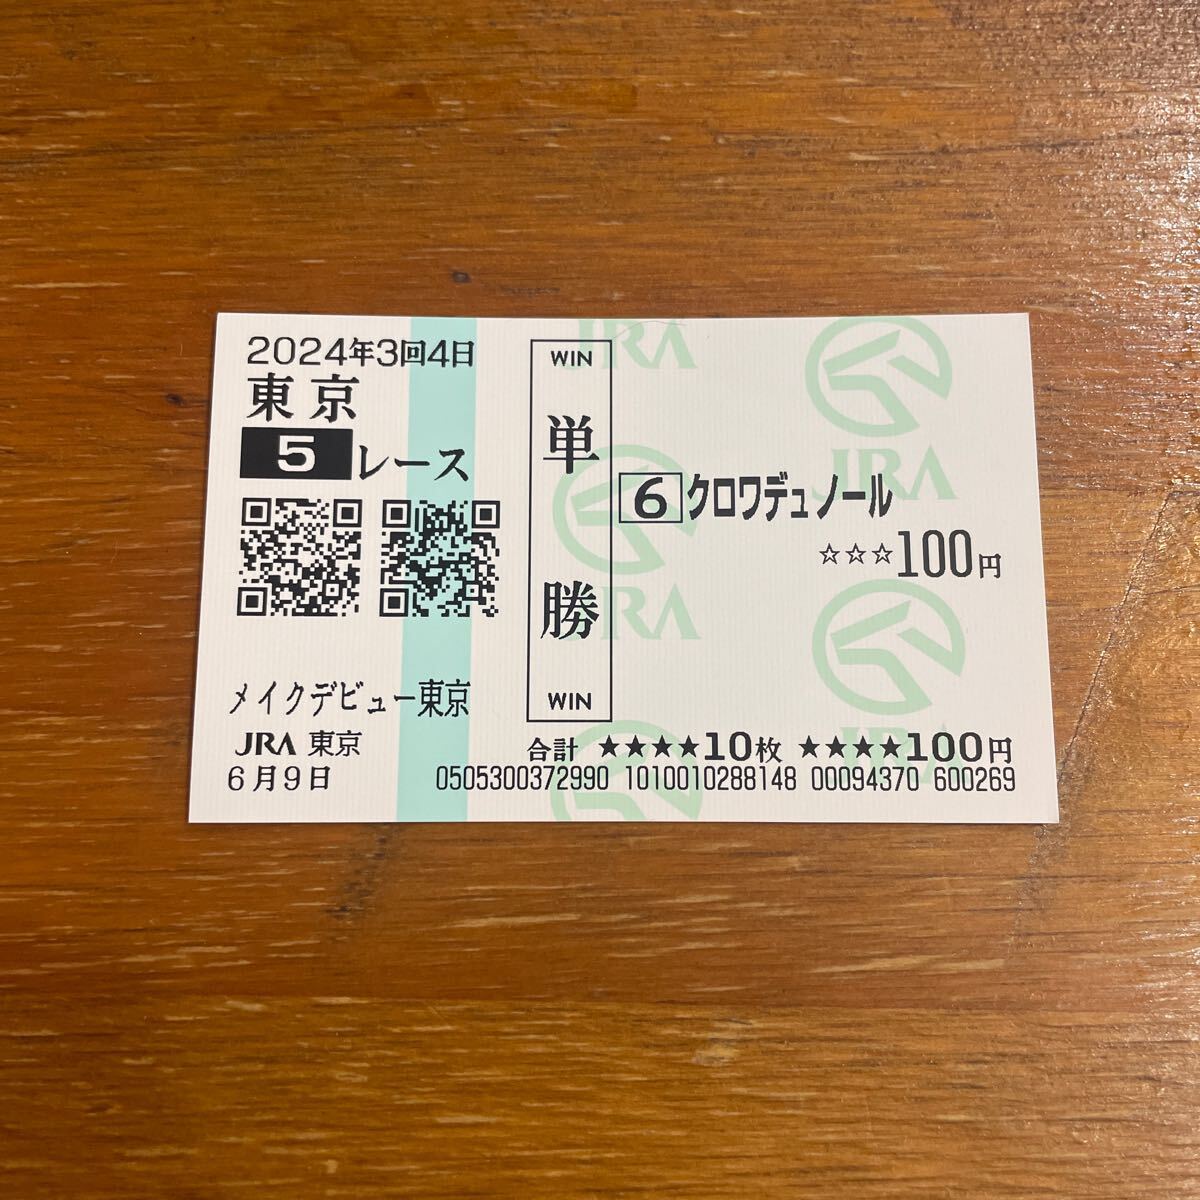 2024年3回4日
東京
5レース
メイクデビュー東京
JRA 東京
6月9日
WIN
単勝
WIN
6 クロワデュノール
☆☆☆100円
合計 ★★★★10枚 ★★★★100円
0505300372990 1010010288148 00094370 600269
JRA
JRA
JRA
JRA